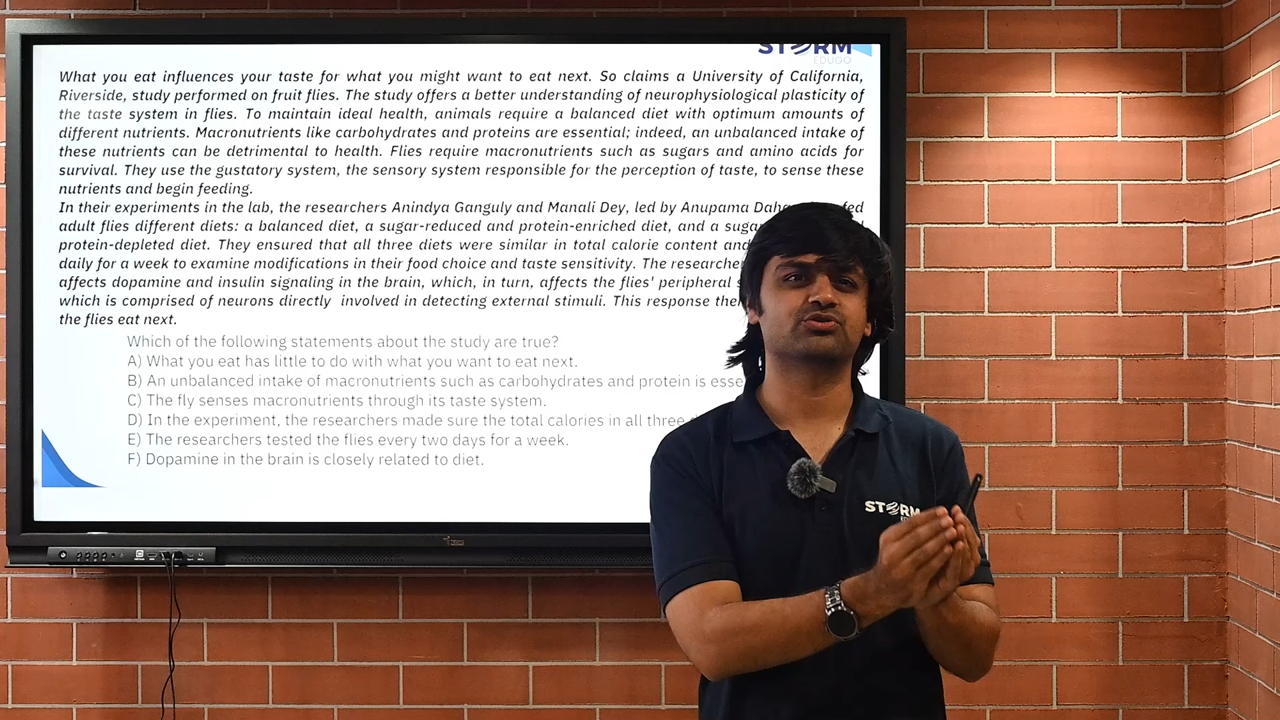 STORM
EDUGO
What you eat influences your taste for what you might want to eat next. So claims a University of California,
Riverside, study performed on fruit flies. The study offers a better understanding of neurophysiological plasticity of
the taste system in flies. To maintain ideal health, animals require a balanced diet with optimum amounts of
different nutrients. Macronutrients like carbohydrates and proteins are essential; indeed, an unbalanced intake of
these nutrients can be detrimental to health. Flies require macronutrients such as sugars and amino acids for
survival. They use the gustatory system, the sensory system responsible for the perception of taste, to sense these
nutrients and begin feeding.
In their experiments in the lab, the researchers Anindya Ganguly and Manali Dey, led by Anupama fed
adult flies different diets: a balanced diet, a sugar-reduced and protein-enriched diet, and a
protein-depleted diet. They ensured that all three diets were similar in total calorie content and
daily for a week to examine modifications in their food choice and taste sensitivity. The
affects dopamine and insulin signaling in the brain, which, in turn, affects the flies' peripheral
which is comprised of neurons directly involved in detecting external stimuli. This response
the flies eat next.
Which of the following statements about the study are true?
A) What you eat has little to do with what you want to eat next.
B) An unbalanced intake of macronutrients such as carbohydrates and protein is
C) The fly senses macronutrients through its taste system.
D) In the experiment, the researchers made sure the total calories in all three
E) The researchers tested the flies every two days for a week.
F) Dopamine in the brain is closely related to diet.
STORM